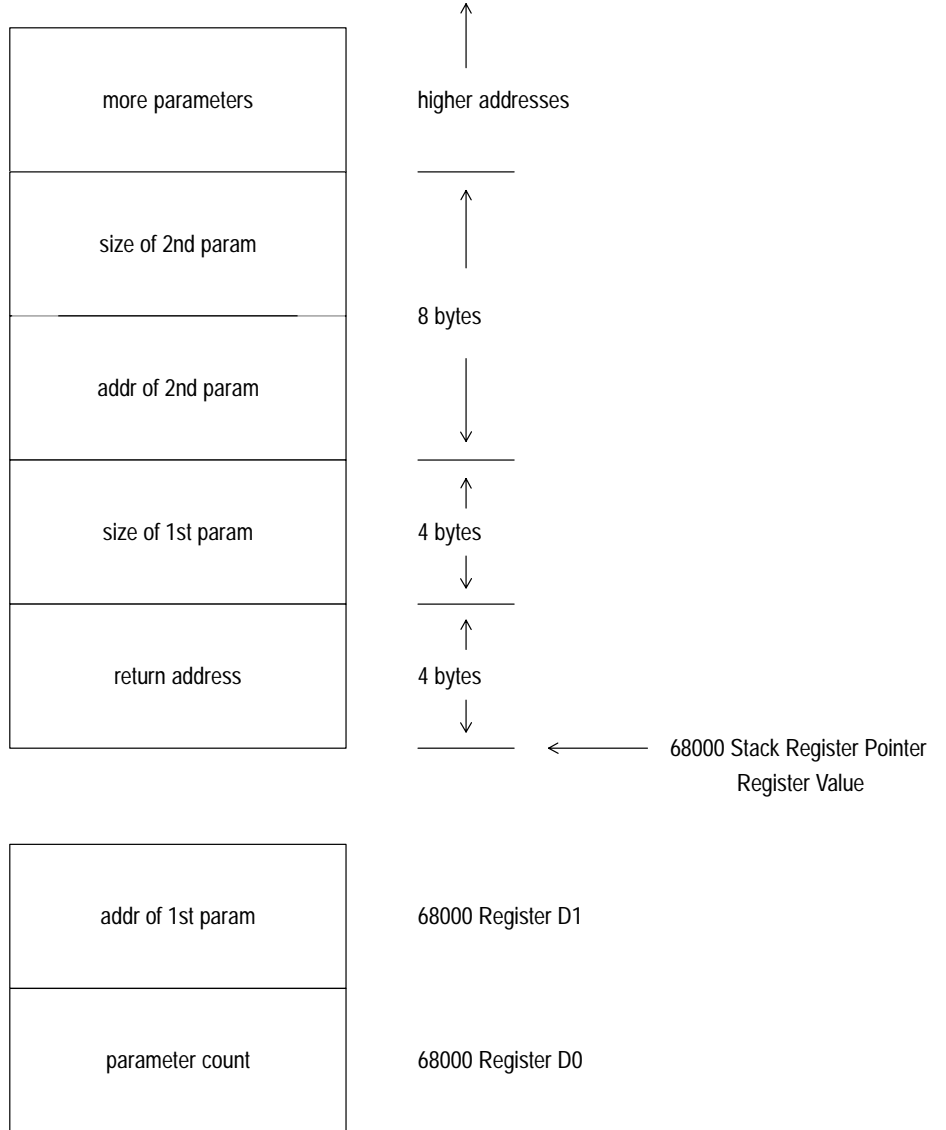 more parameters
higher addresses
size of 2nd param
8 bytes
addr of 2nd param
size of 1st param
4 bytes
return address
4 bytes
68000 Stack Register Pointer
Register Value
addr of 1st param
68000 Register D1
parameter count
68000 Register D0